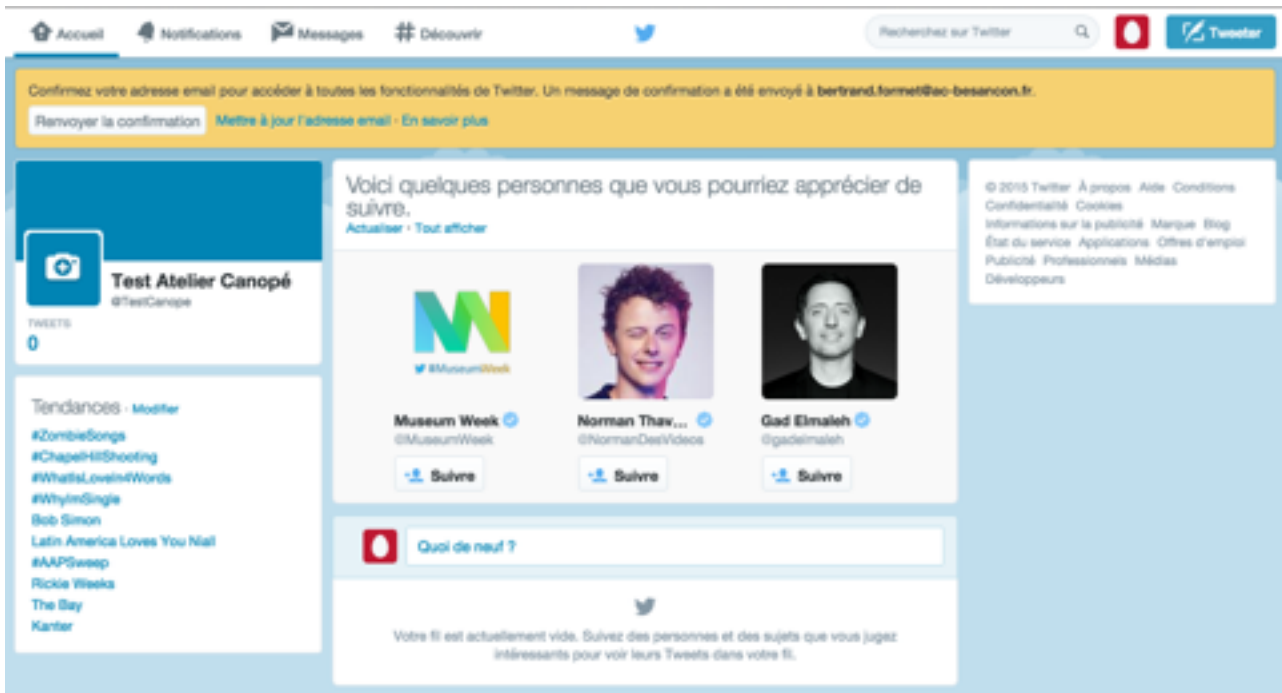 Accueil Notifications Messages Découvrir Recherchez sur Twitter Tweeter
Confirmez votre adresse email pour accéder à toutes les fonctionnalités de Twitter. Un message de confirmation a été envoyé à bertrand.formet@ac-besancon.fr.
Renvoyer la confirmation Mettre à jour l'adresse email · En savoir plus
Test Atelier Canopé
@TestCanope
TWEETS
0
Tendances · Modifier
#ZombieSongs
#ChapelHillShooting
#WhatIsLovein4Words
#WhyImSingle
Bob Simon
Latin America Loves You Niall
#AAPSweep
Rickie Weeks
The Bay
Kanter
Voici quelques personnes que vous pourriez apprécier de
suivre.
Actualiser · Tout afficher
#MuseumWeek
Museum Week
@MuseumWeek
Suivre
Norman Thav...
@NormanDesVideos
Suivre
Gad Elmaleh
@gadelmaleh
Suivre
Quoi de neuf ?
Votre fil est actuellement vide. Suivez des personnes et des sujets que vous jugez
intéressants pour voir leurs Tweets dans votre fil.
© 2015 Twitter À propos Aide Conditions
Confidentialité Cookies
Informations sur la publicité Marque Blog
État du service Applications Offres d'emploi
Publicité Professionnels Médias
Développeurs